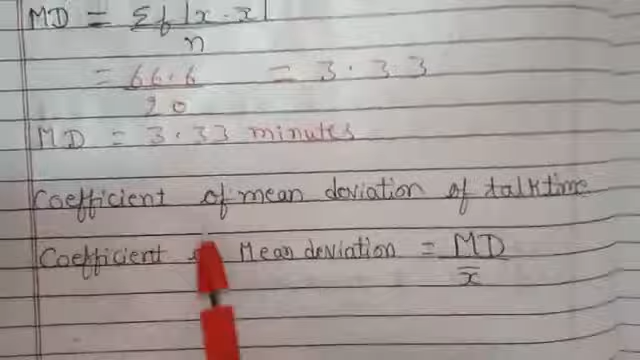 MD = Σf|x-x̄|
n
= 66.6 = 3.33
20
MD = 3.33 minutes
Coefficient of mean deviation of talktime
Coefficient Mean deviation = MD
x̄